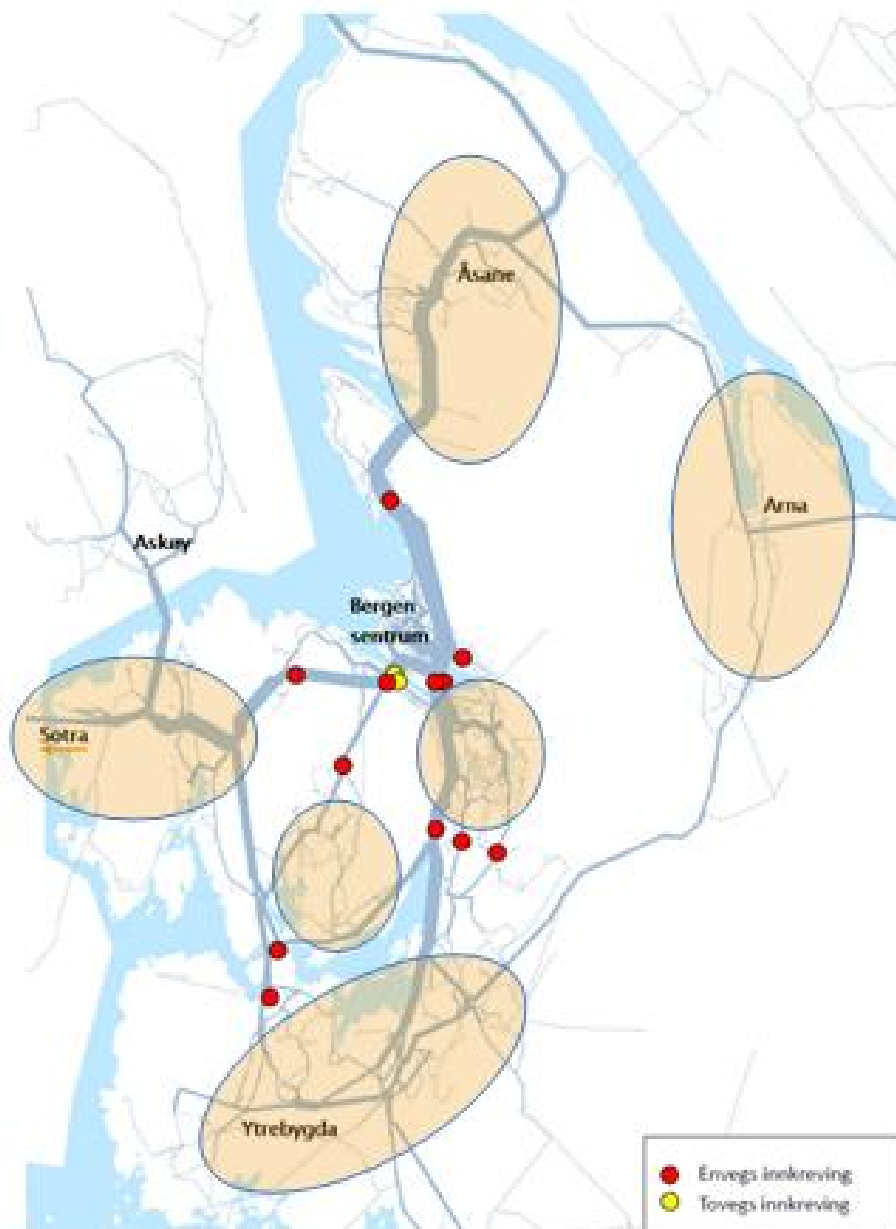 Åsane
Arna
Askøy
Bergen
sentrum
Sotra
Ytrebygda
Envegs innkreving
Tovegs innkreving